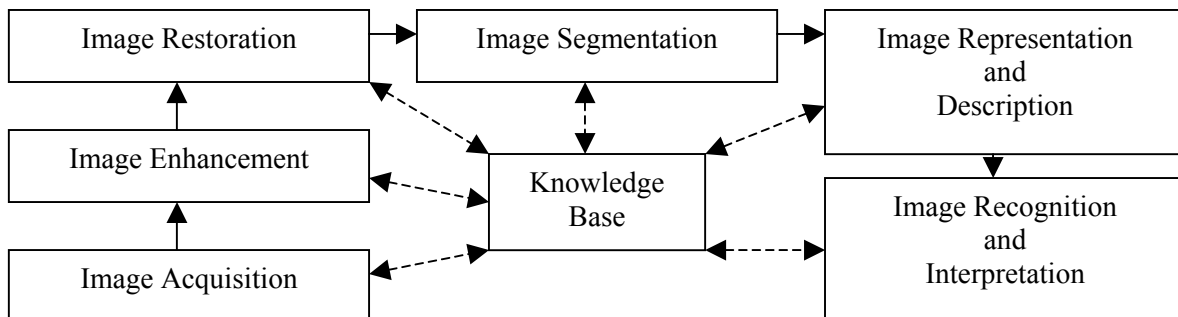 Image Restoration
Image Segmentation
Image Representation
and
Description
Image Enhancement
Knowledge
Base
Image Recognition
and
Interpretation
Image Acquisition